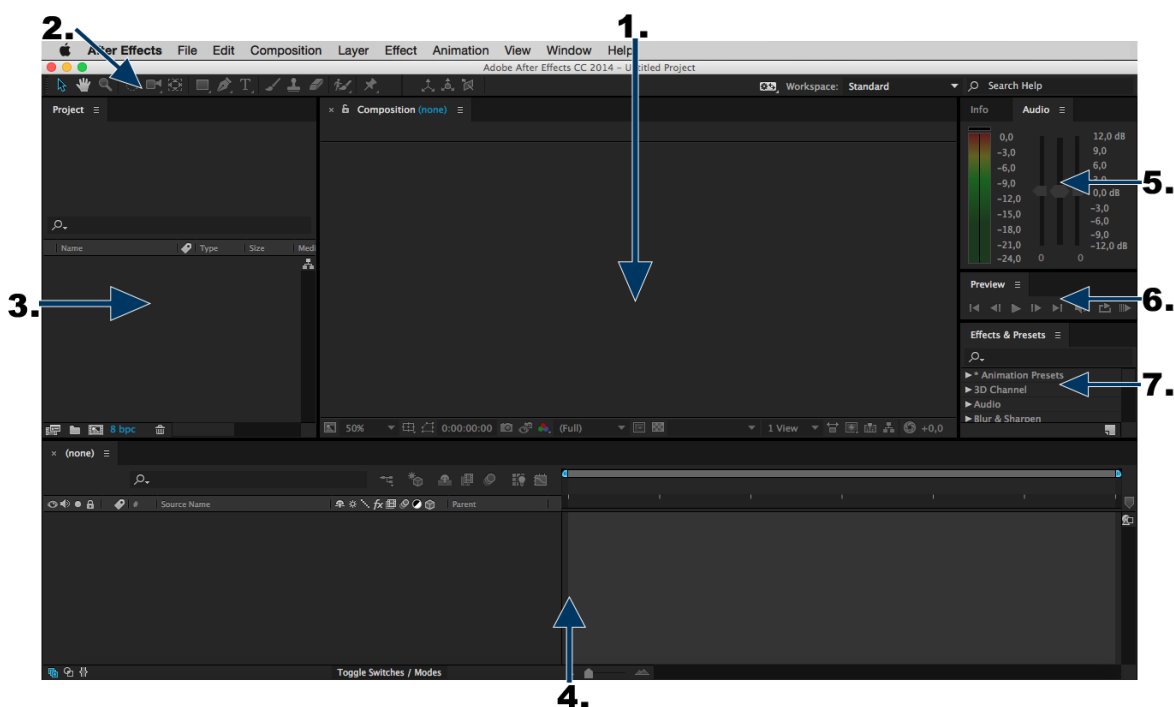 2.
1.
After Effects File Edit Composition Layer Effect Animation View Window Help
Adobe After Effects CC 2014 – Untitled Project
Workspace: Standard
Search Help
Project
Composition (none)
Info Audio
0,0
-3,0
-6,0
-9,0
-12,0
-15,0
-18,0
-21,0
-24,0
12,0 dB
9,0
6,0
3,0
0,0 dB
-3,0
-6,0
-9,0
-12,0 dB
0 0
5.
Name Type Size Medi
3.
Preview
6.
Effects & Presets
* Animation Presets
3D Channel
Audio
Blur & Sharpen
7.
8 bpc
50% 0:00:00:00 (Full) 1 View +0,0
(none)
# Source Name fx Parent
Toggle Switches / Modes
4.